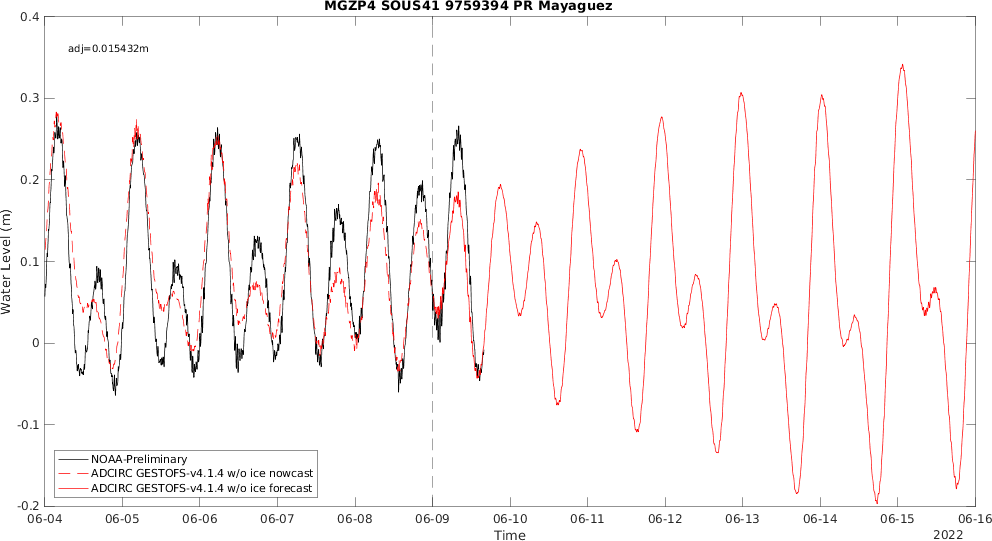 MGZP4 SOUS41 9759394 PR Mayaguez
adj=0.015432m
Water Level (m)
0.4
0.3
0.2
0.1
0
-0.1
-0.2
NOAA-Preliminary
ADCIRC GESTOFS-v4.1.4 w/o ice nowcast
ADCIRC GESTOFS-v4.1.4 w/o ice forecast
06-04 06-05 06-06 06-07 06-08 06-09 06-10 06-11 06-12 06-13 06-14 06-15 06-16
Time
2022